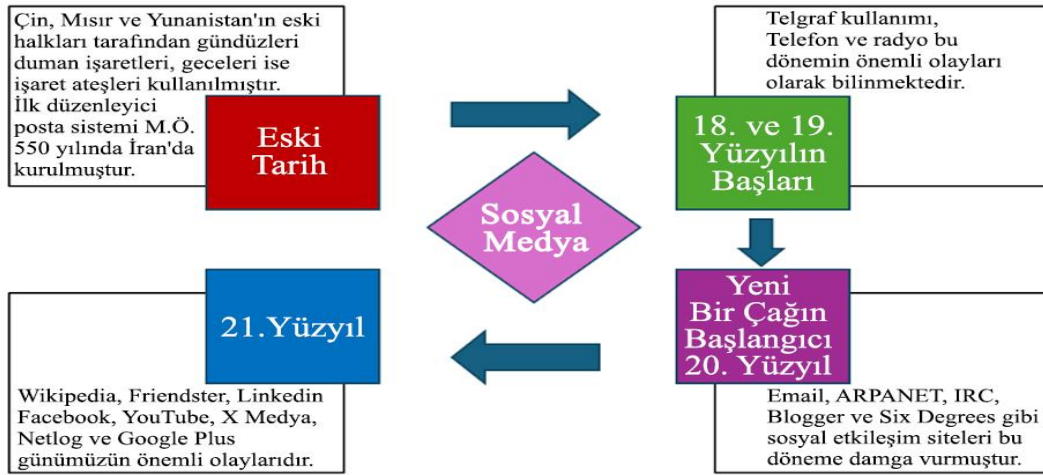 Çin, Mısır ve Yunanistan'ın eski
halkları tarafından gündüzleri
duman işaretleri, geceleri ise
işaret ateşleri kullanılmıştır.
İlk düzenleyici
posta sistemi M.Ö.
550 yılında İran'da
kurulmuştur.
Eski
Tarih
Telgraf kullanımı,
Telefon ve radyo bu
dönemin önemli olayları
olarak bilinmektedir.
18. ve 19.
Yüzyılın
Başları
Sosyal
Medya
Yeni
Bir Çağın
Başlangıcı
20. Yüzyıl
Email, ARPANET, IRC,
Blogger ve Six Degrees gibi
sosyal etkileşim siteleri bu
döneme damga vurmuştur.
21.Yüzyıl
Wikipedia, Friendster, Linkedin
Facebook, YouTube, X Medya,
Netlog ve Google Plus
günümüzün önemli olaylarıdır.